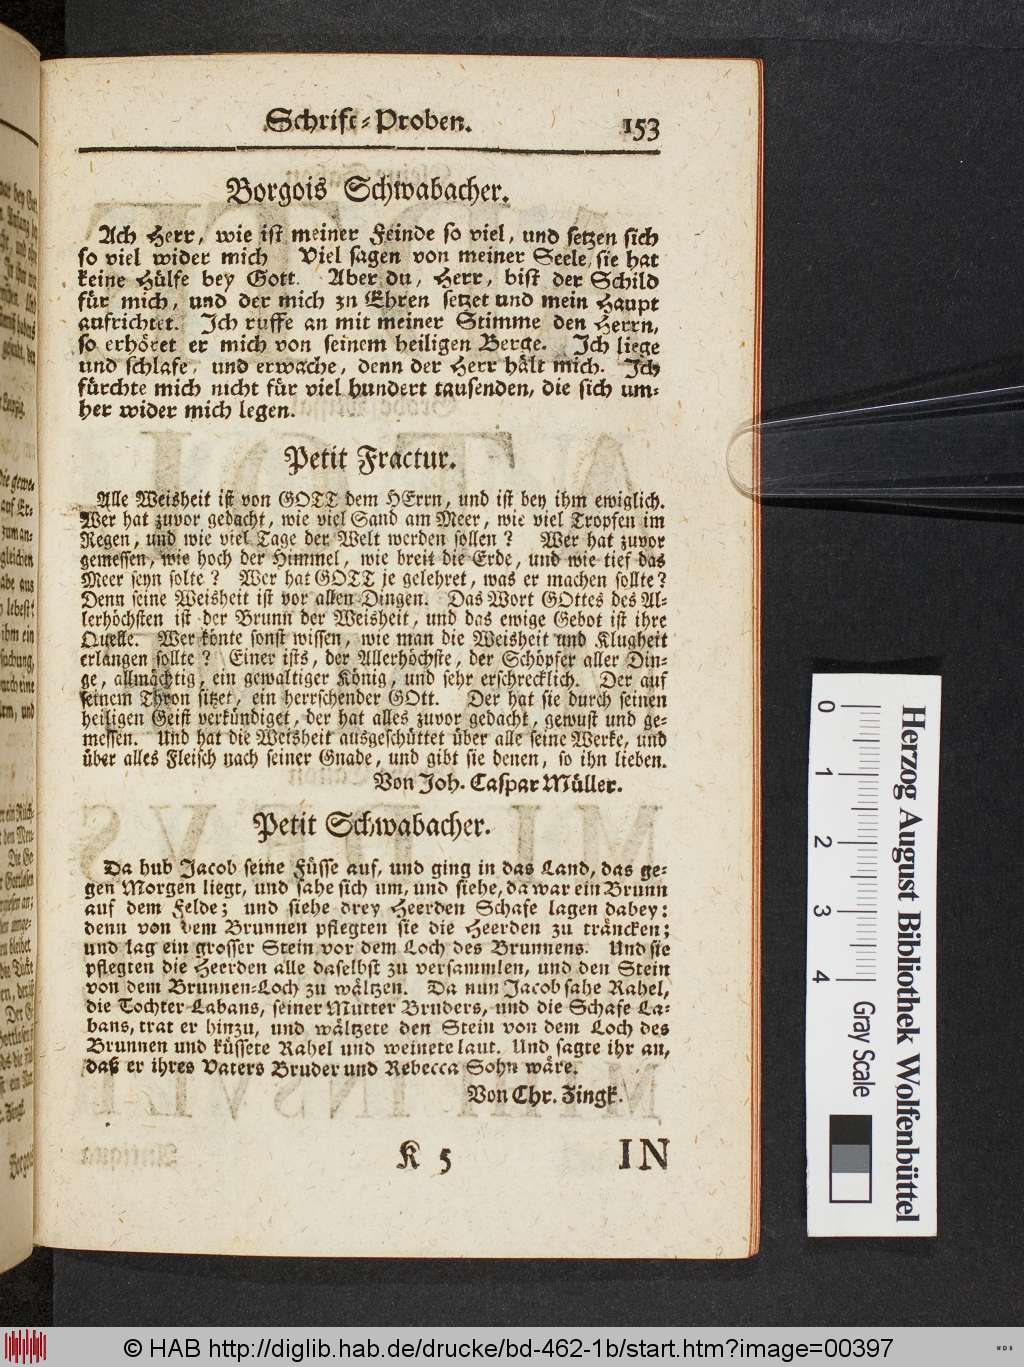 Schrift-Proben. 153
Borgois Schwabacher.
Ach Herr, wie ist meiner Feinde so viel, und setzen sich
so viel wider mich Viel sagen von meiner Seele, sie hat
keine Hülfe bey Gott. Aber du, Herr, bist der Schild
für mich, und der mich zu Ehren setzet und mein Haupt
aufrichtet. Ich ruffe an mit meiner Stimme den Herrn,
so erhöret er mich von seinem heiligen Berge. Ich liege
und schlafe, und erwache, denn der Herr hält mich. Ich
fürchte mich nicht für viel hundert tausenden, die sich um-
her wider mich legen.
Petit Fractur.
Alle Weisheit ist von GOTT dem HErrn, und ist bey ihm ewiglich.
Wer hat zuvor gedacht, wie viel Sand am Meer, wie viel Tropfen im
Regen, und wie viel Tage der Welt werden sollen? Wer hat zuvor
gemessen, wie hoch der Himmel, wie breit die Erde, und wie tief das
Meer seyn solte? Wer hat GOTT je gelehret, was er machen sollte?
Denn seine Weisheit ist vor allen Dingen. Das Wort GOttes des Al-
lerhöchsten ist der Brunn der Weisheit, und das ewige Gebot ist ihre
Quelle. Wer könte sonst wissen, wie man die Weisheit und Klugheit
erlangen sollte? Einer ists, der Allerhöchste, der Schöpfer aller Din-
ge, allmächtig, ein gewaltiger König, und sehr erschrecklich. Der auf
seinem Thron sitzet, ein herrschender GOtt. Der hat sie durch seinen
heiligen Geist verkündiget, der hat alles zuvor gedacht, gewust und ge-
messen. Und hat die Weisheit ausgeschüttet über alle seine Werke, und
über alles Fleisch nach seiner Gnade, und gibt sie denen, so ihn lieben.
Von Joh. Caspar Müller.
Petit Schwabacher.
Da hub Jacob seine Füsse auf, und ging in das Land, das ge-
gen Morgen liegt, und sahe sich um, und siehe, da war ein Brunn
auf dem Felde; und siehe drey Heerden Schafe lagen dabey:
denn von dem Brunnen pflegten sie die Heerden zu träncken;
und lag ein grosser Stein vor dem Loch des Brunnens. Und sie
pflegten die Heerden alle daselbst zu versammlen, und den Stein
von dem Brunnen-Loch zu wältzen. Da nun Jacob sahe Rahel,
die Tochter Labans, seiner Mutter Bruders, und die Schafe La-
bans, trat er hinzu, und wältzete den Stein von dem Loch des
Brunnen und küssete Rahel und weinete laut. Und sagte ihr an,
daß er ihres Vaters Bruder und Rebecca Sohn wäre.
Von Chr. Zingk.
K 5 IN
0 1 2 3 4
Gray Scale
Herzog August Bibliothek Wolfenbüttel
© HAB http://diglib.hab.de/drucke/bd-462-1b/start.htm?image=00397